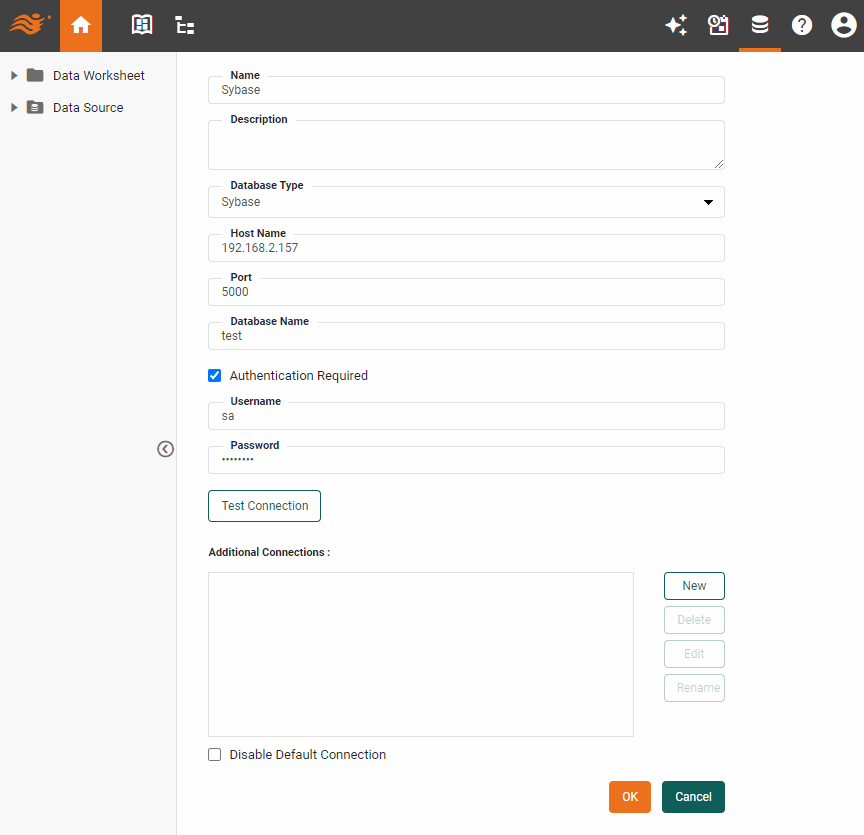 Data Worksheet
Data Source
Name
Sybase
Description
Database Type
Sybase
Host Name
192.168.2.157
Port
5000
Database Name
test
Authentication Required
Username
sa
Password
••••••••
Test Connection
Additional Connections :
New
Delete
Edit
Rename
Disable Default Connection
OK
Cancel